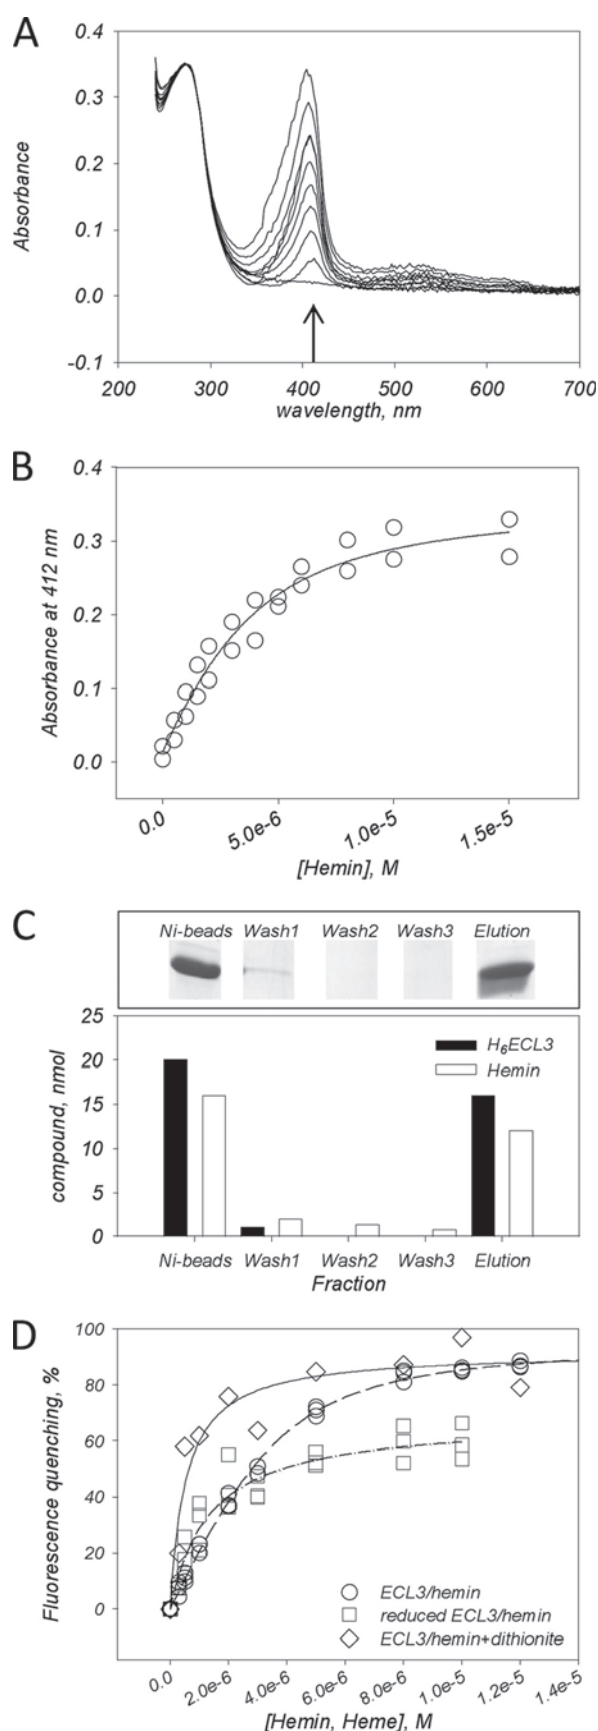 A
0.4
0.3
0.2
0.1
0.0
-0.1
Absorbance
200 300 400 500 600 700
wavelength, nm
B
0.4
0.3
0.2
0.1
0.0
Absorbance at 412 nm
0.0 5.0e-6 1.0e-5 1.5e-5
[Hemin], M
C
Ni-beads Wash1 Wash2 Wash3 Elution
25
20
15
10
5
0
compound, nmol
H6ECL3
Hemin
Ni-beads Wash1 Wash2 Wash3 Elution
Fraction
D
100
80
60
40
20
0
Fluorescence quenching, %
ECL3/hemin
reduced ECL3/hemin
ECL3/hemin+dithionite
0.0 2.0e-6 4.0e-6 6.0e-6 8.0e-6 1.0e-5 1.2e-5 1.4e-5
[Hemin, Heme], M